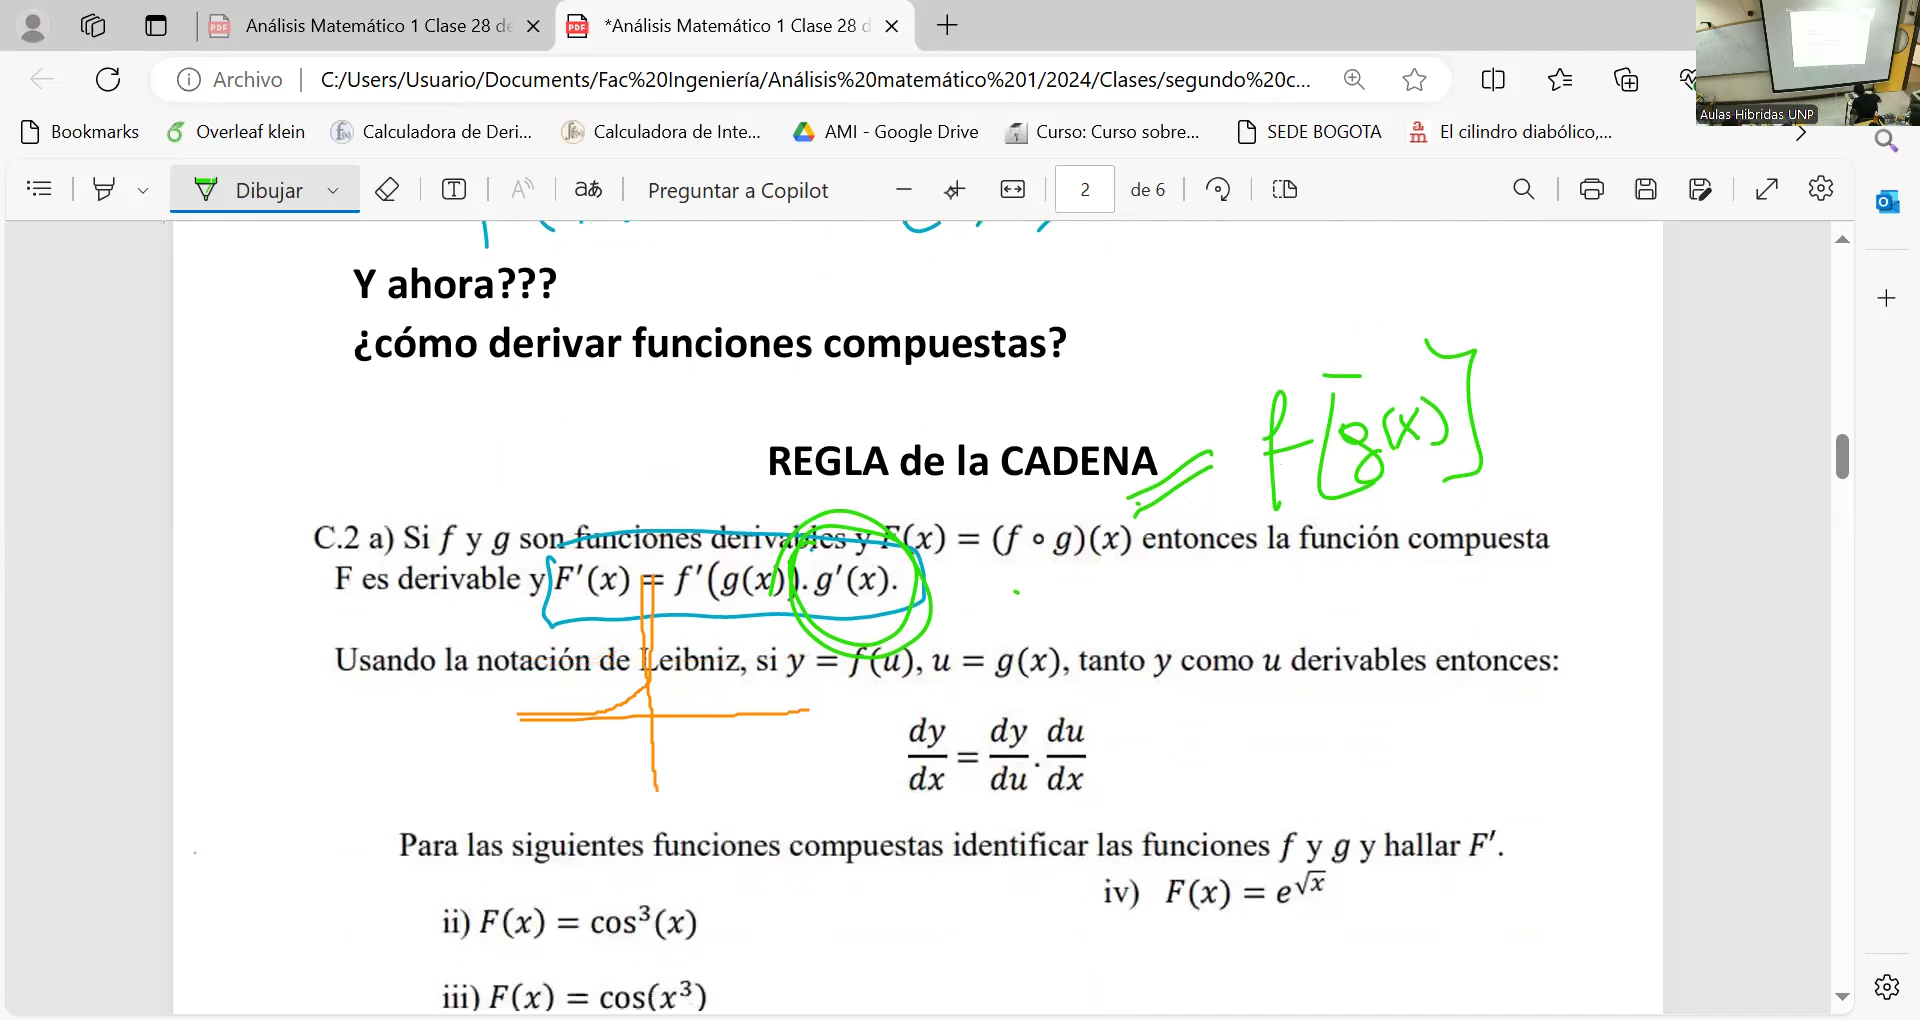 Análisis Matemático 1 Clase 28 de
*Análisis Matemático 1 Clase 28 d
Archivo
C:/Users/Usuario/Documents/Fac%20Ingeniería/Análisis%20matemático%201/2024/Clases/segundo%20c...
Aulas Hibridas UNP
Bookmarks
Overleaf klein
Calculadora de Deri...
Calculadora de Inte...
AMI - Google Drive
Curso: Curso sobre...
SEDE BOGOTA
El cilindro diabólico,...
Dibujar
Preguntar a Copilot
2 de 6
Y ahora???
¿cómo derivar funciones compuestas?
f[g(x)]
REGLA de la CADENA
C.2 a) Si f y g son funciones derivables y F(x) = (f ∘ g)(x) entonces la función compuesta
F es derivable y F′(x) = f′(g(x)).g′(x).
Usando la notación de Leibniz, si y = f(u), u = g(x), tanto y como u derivables entonces:
dy/dx = dy/du . du/dx
Para las siguientes funciones compuestas identificar las funciones f y g y hallar F′.
iv) F(x) = e^√x
ii) F(x) = cos³(x)
iii) F(x) = cos(x³)